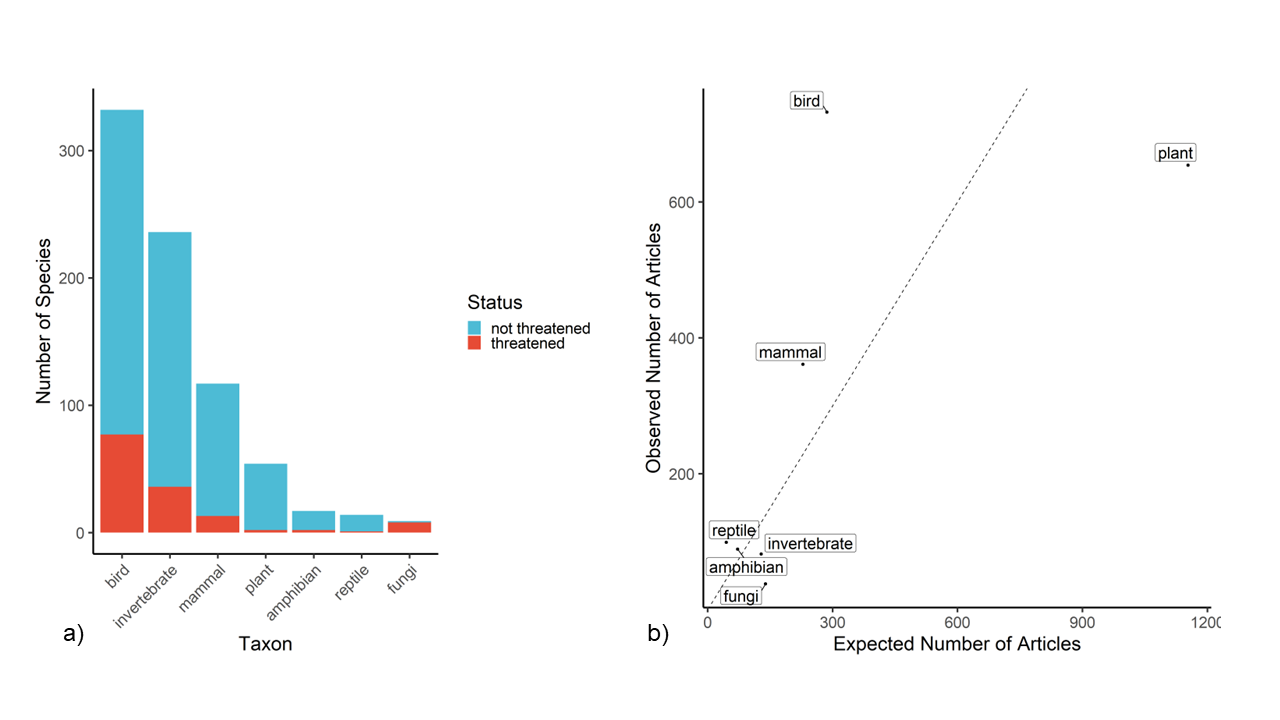 300
200
100
0
Number of Species
bird
invertebrate
mammal
plant
amphibian
reptile
fungi
Taxon
a)
Status
not threatened
threatened
600
400
200
Observed Number of Articles
bird
plant
mammal
reptile
invertebrate
amphibian
fungi
0 300 600 900 1200
Expected Number of Articles
b)